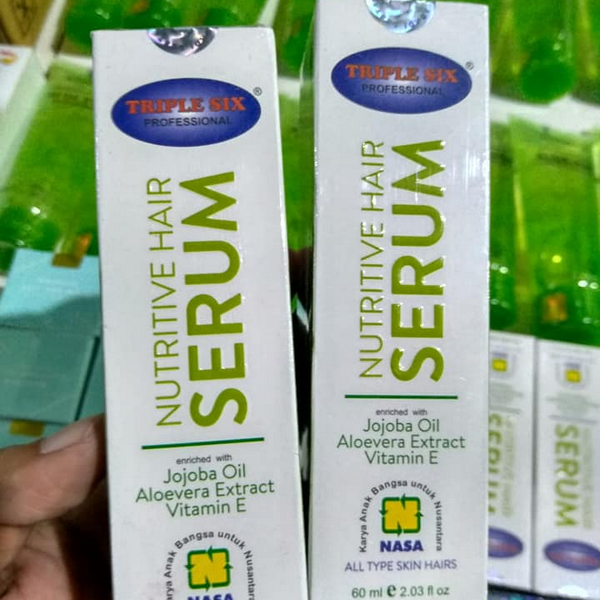 TRIPLE SIX
®
PROFESSIONAL
NUTRITIVE HAIR
SERUM
enriched with
Jojoba Oil
Aloevera Extract
Vitamin E
Karya Anak Bangsa untuk Nusantara
NASA
TRIPLE SIX
®
PROFESSIONAL
NUTRITIVE HAIR
SERUM
enriched with
Jojoba Oil
Aloevera Extract
Vitamin E
Karya Anak Bangsa untuk Nusantara
NASA
ALL TYPE SKIN HAIRS
60 ml e 2.03 fl oz
SERUM
SERUM